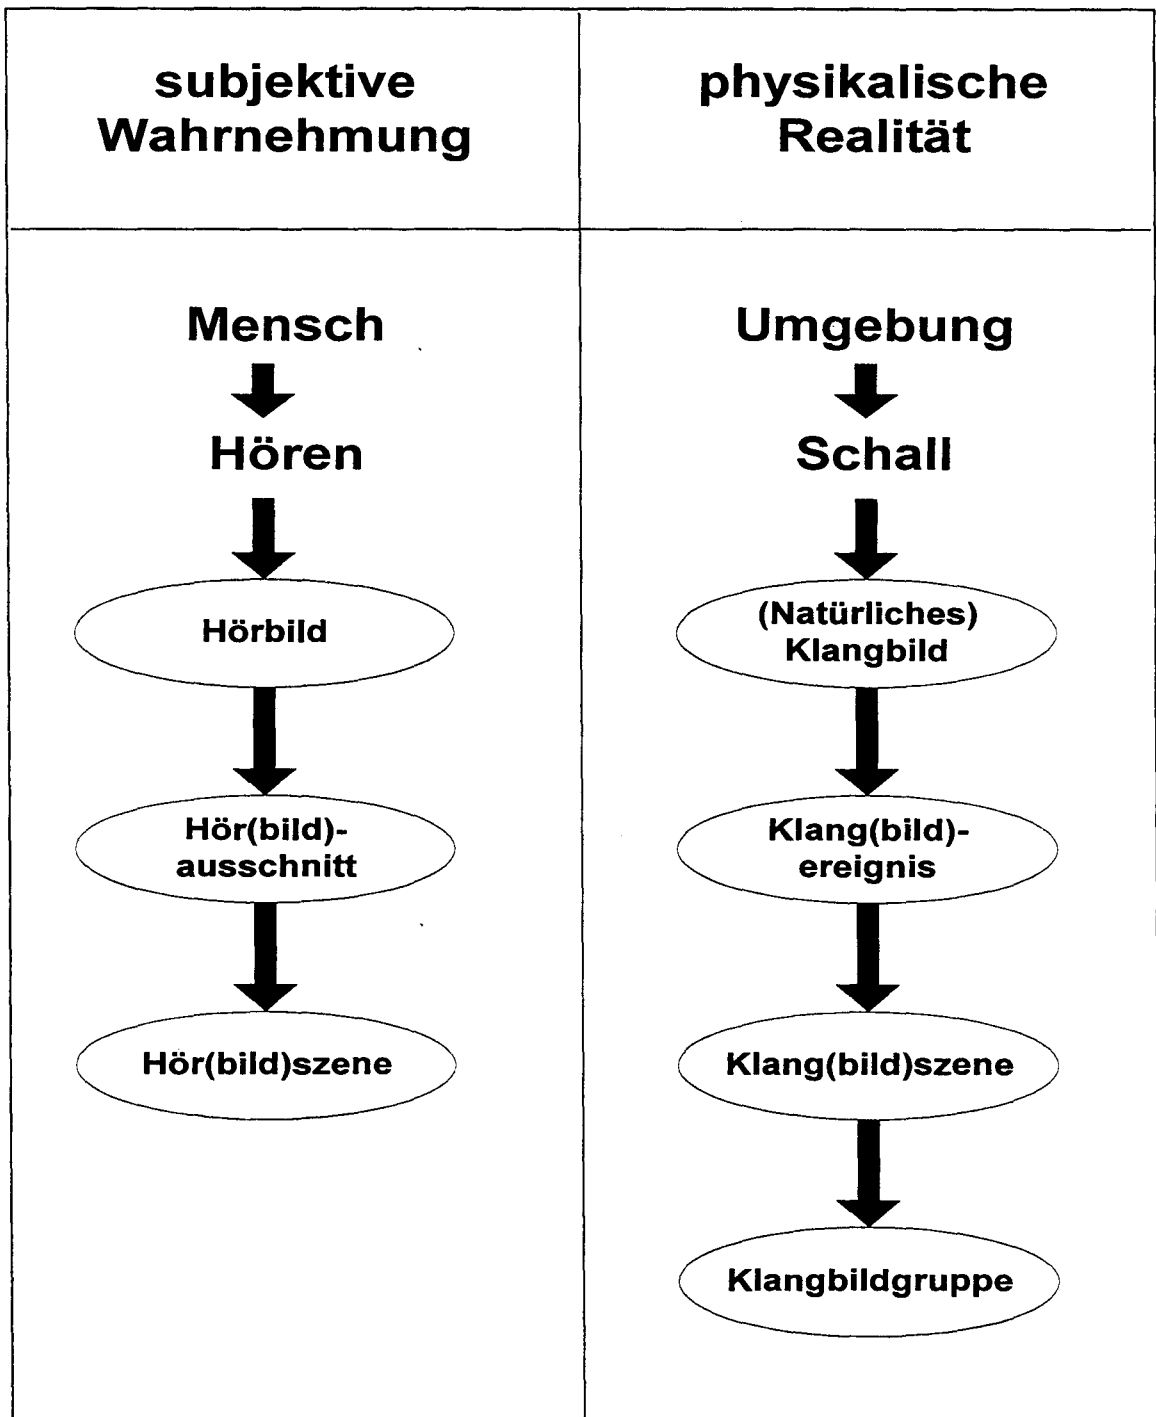 subjektive
Wahrnehmung
physikalische
Realität
Mensch
Hören
Hörbild
Hör(bild)-
ausschnitt
Hör(bild)szene
Umgebung
Schall
(Natürliches)
Klangbild
Klang(bild)-
ereignis
Klang(bild)szene
Klangbildgruppe